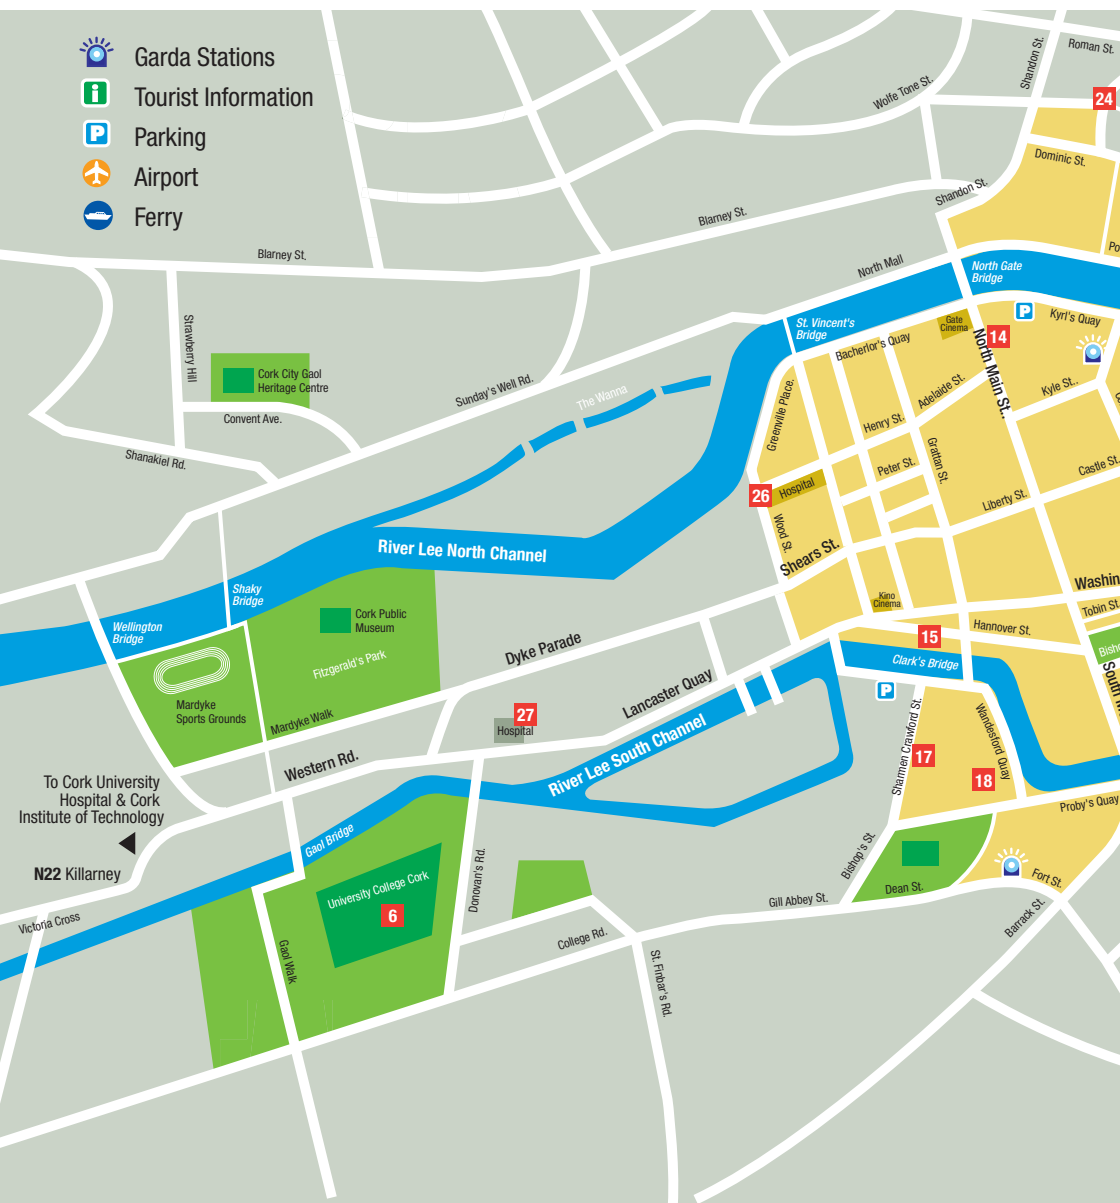 Garda Stations
Tourist Information
P
Parking
Airport
Ferry
Shandon St.
Roman St.
24
Wolfe Tone St.
Dominic St.
Shandon St.
Blarney St.
Blarney St.
North Mall
North Gate
Bridge
P
Kyrl's Quay
St. Vincent's
Bridge
Gate
Cinema
14
Bacherlor's Quay
North Main St..
Strawberry Hill
Cork City Gaol
Heritage Centre
Convent Ave.
Sunday's Well Rd.
The Wanna
Greenville Place.
Adelaide St.
Kyle St..
Henry St.
Grattan St.
Peter St.
Castle St.
Shanakiel Rd.
26
Hospital
Liberty St.
Wood St.
Shears St.
River Lee North Channel
Shaky
Bridge
Wellington
Bridge
Cork Public
Museum
Fitzgerald's Park
Kino
Cinema
Washin
Tobin St.
Hannover St.
15
Bisho
South M
Clark's Bridge
Dyke Parade
Lancaster Quay
P
Mardyke
Sports Grounds
Mardyke Walk
27
Hospital
Sharmen Crawford St.
Wandesford Quay
Western Rd.
River Lee South Channel
17
18
To Cork University
Hospital & Cork
Institute of Technology
N22 Killarney
Proby's Quay
Gaol Bridge
Bishop's St.
Donovan's Rd.
University College Cork
6
Dean St.
Fort St.
Gill Abbey St.
Barrack St.
Victoria Cross
Gaol Walk
College Rd.
St. Finbar's Rd.